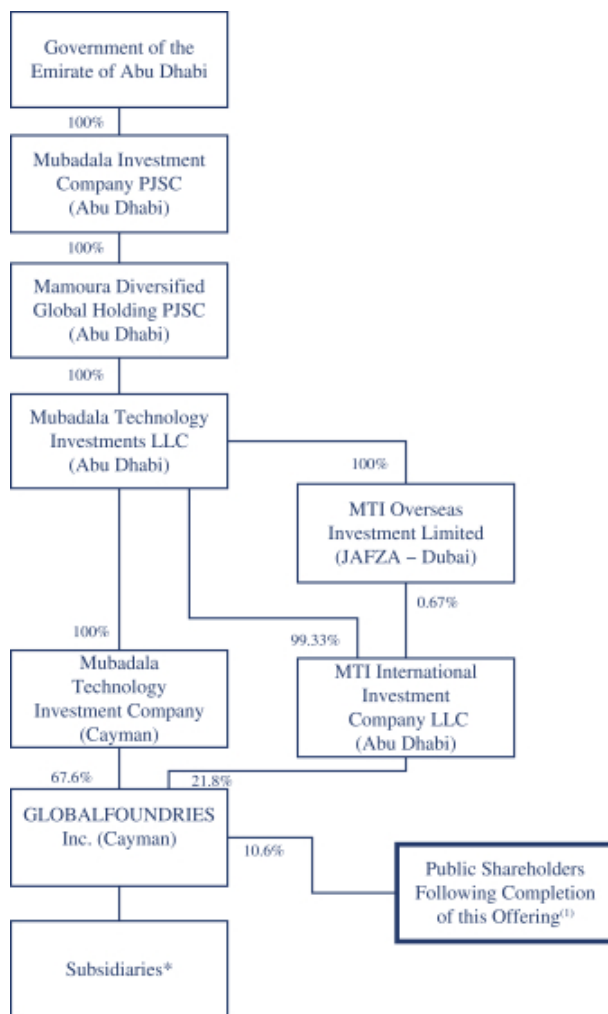 Government of the
Emirate of Abu Dhabi
100%
Mubadala Investment
Company PJSC
(Abu Dhabi)
100%
Mamoura Diversified
Global Holding PJSC
(Abu Dhabi)
100%
Mubadala Technology
Investments LLC
(Abu Dhabi)
100%
MTI Overseas
Investment Limited
(JAFZA – Dubai)
0.67%
100%
99.33%
Mubadala
Technology
Investment Company
(Cayman)
MTI International
Investment
Company LLC
(Abu Dhabi)
67.6%
21.8%
GLOBALFOUNDRIES
Inc. (Cayman)
10.6%
Public Shareholders
Following Completion
of this Offering(1)
Subsidiaries*